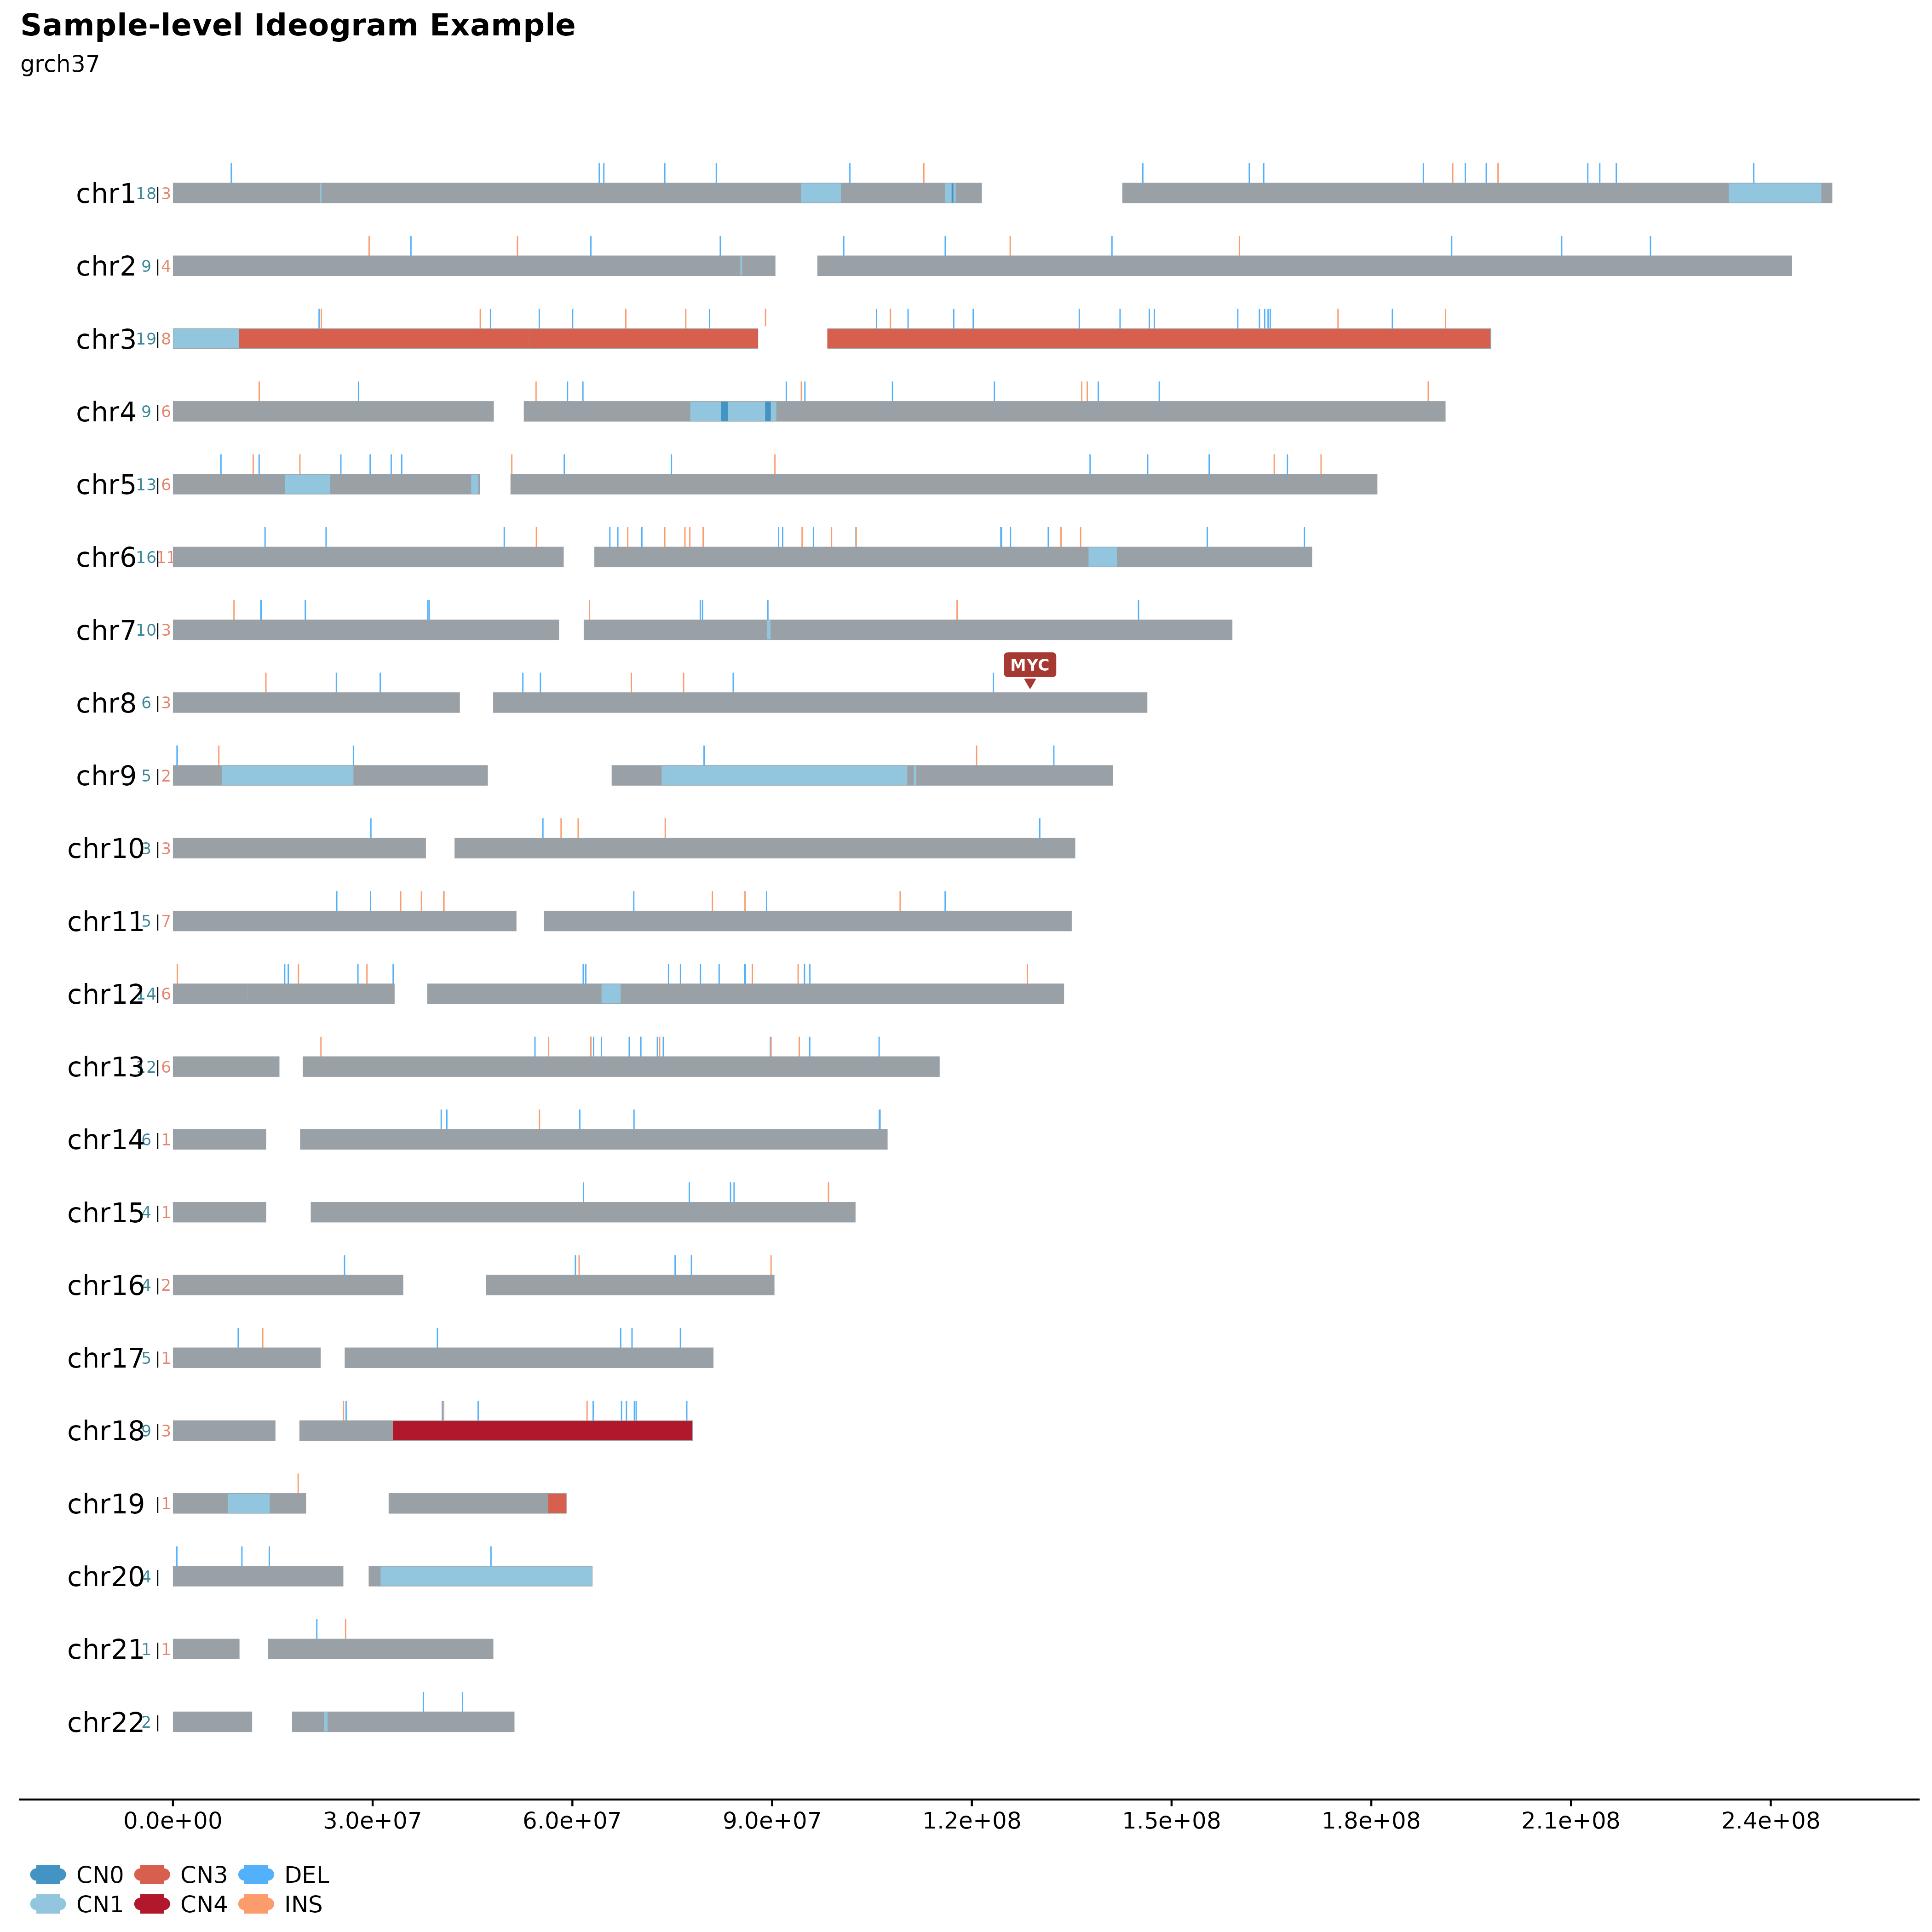 Sample-level Ideogram Example
grch37
chr1 18|3
chr2 9|4
chr3 19|8
chr4 9|6
chr5 13|6
chr6 16|11
chr7 10|3
MYC
chr8 6|3
chr9 5|2
chr10 3|3
chr11 5|7
chr12 14|6
chr13 12|6
chr14 6|1
chr15 4|1
chr16 4|2
chr17 5|1
chr18 9|3
chr19 |1
chr20 4|
chr21 1|1
chr22 2|
0.0e+00 3.0e+07 6.0e+07 9.0e+07 1.2e+08 1.5e+08 1.8e+08 2.1e+08 2.4e+08
CN0 CN3 DEL
CN1 CN4 INS